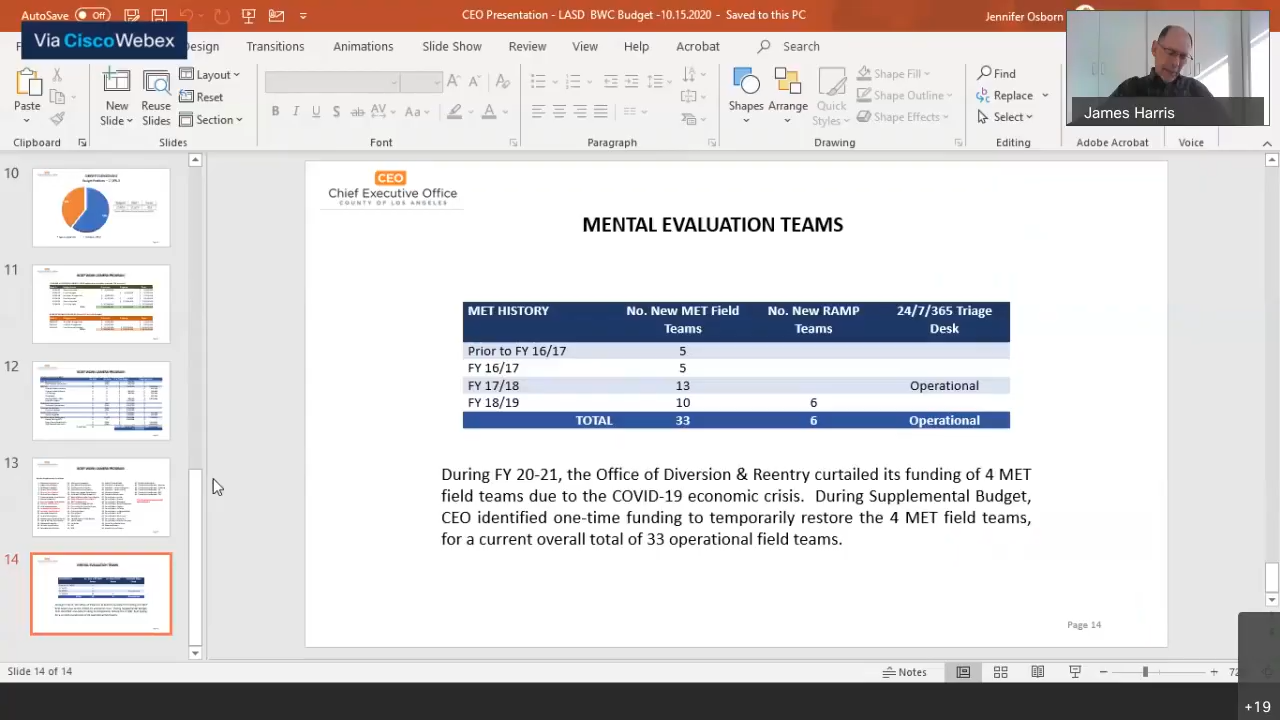 AutoSave Off
CEO Presentation - LASD BWC Budget -10.15.2020 - Saved to this PC
Jennifer Osborn
Via CiscoWebex
Design Transitions Animations Slide Show Review View Help Acrobat Search
Paste
New Slide
Reuse Slides
Layout
Reset
Section
Shapes
Arrange
Quick Styles
Shape Fill
Shape Outline
Shape Effects
Find
Replace
Select
James Harris
Clipboard Slides Font Paragraph Drawing Editing Adobe Acrobat Voice
10
11
12
13
14
CEO
Chief Executive Office
COUNTY OF LOS ANGELES
MENTAL EVALUATION TEAMS
MET HISTORY No. New MET Field Teams No. New RAMP Teams 24/7/365 Triage Desk
Prior to FY 16/17 5
FY 16/17 5
FY 17/18 13 Operational
FY 18/19 10 6
TOTAL 33 6 Operational
During FY 20-21, the Office of Diversion & Reentry curtailed its funding of 4 MET
field teams due to the COVID-19 economic crisis. During Supplemental Budget,
CEO identified one-time funding to temporarily restore the 4 MET field teams,
for a current overall total of 33 operational field teams.
Page 14
Slide 14 of 14
Notes
+19